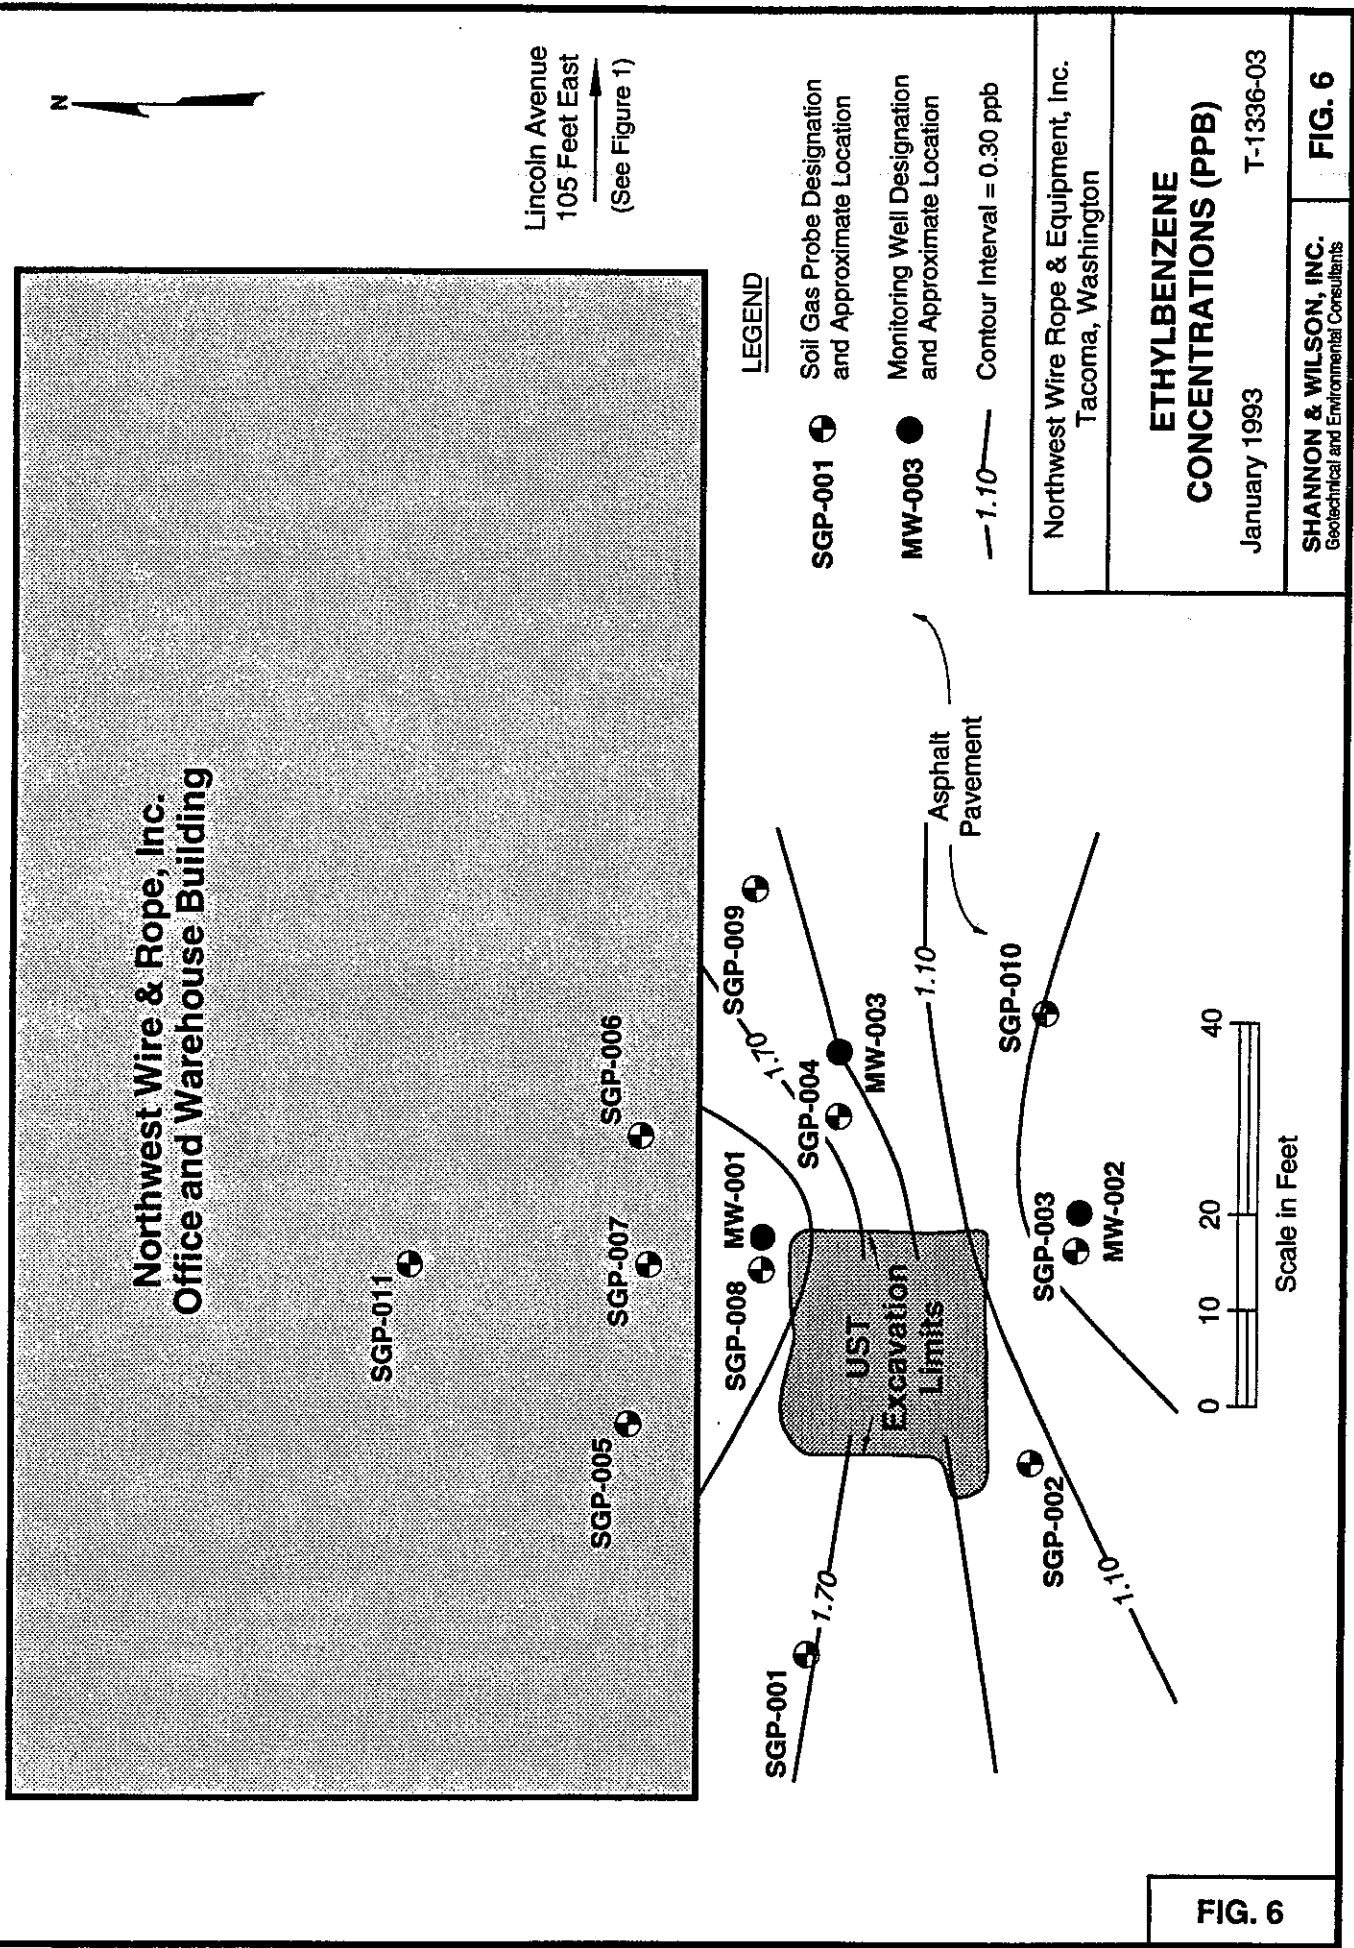 N
Lincoln Avenue
105 Feet East
(See Figure 1)
Northwest Wire & Rope, Inc.
Office and Warehouse Building
SGP-011
SGP-005
SGP-007
SGP-006
SGP-008
MW-001
SGP-009
1.70
SGP-004
MW-003
SGP-001
1.70
UST
Excavation
Limits
1.10
Asphalt
Pavement
SGP-002
1.10
SGP-003
MW-002
SGP-010
0
10
20
40
Scale in Feet
LEGEND
SGP-001
Soil Gas Probe Designation
and Approximate Location
MW-003
Monitoring Well Designation
and Approximate Location
1.10
Contour Interval = 0.30 ppb
Northwest Wire Rope & Equipment, Inc.
Tacoma, Washington
ETHYLBENZENE
CONCENTRATIONS (PPB)
January 1993
T-1336-03
SHANNON & WILSON, INC.
Geotechnical and Environmental Consultants
FIG. 6
FIG. 6